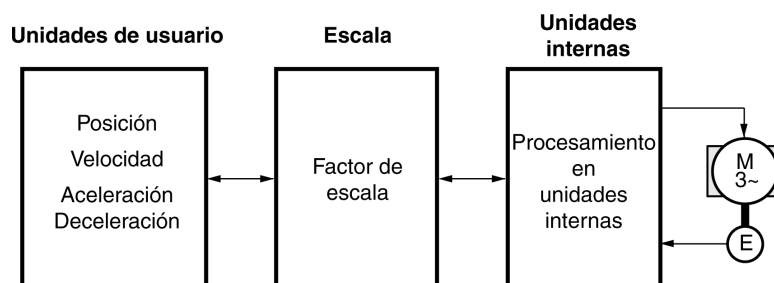 Unidades de usuario
Escala
Unidades
internas
Posición
Velocidad
Aceleración
Deceleración
Factor de
escala
Procesamiento
en
unidades
internas
M
3~
E